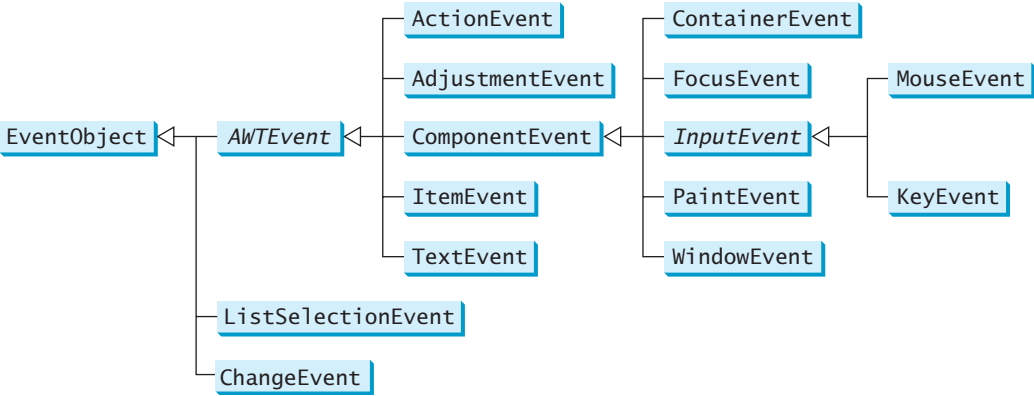 ActionEvent
ContainerEvent
AdjustmentEvent
FocusEvent
MouseEvent
EventObject
AWTEvent
ComponentEvent
InputEvent
ItemEvent
PaintEvent
KeyEvent
TextEvent
WindowEvent
ListSelectionEvent
ChangeEvent